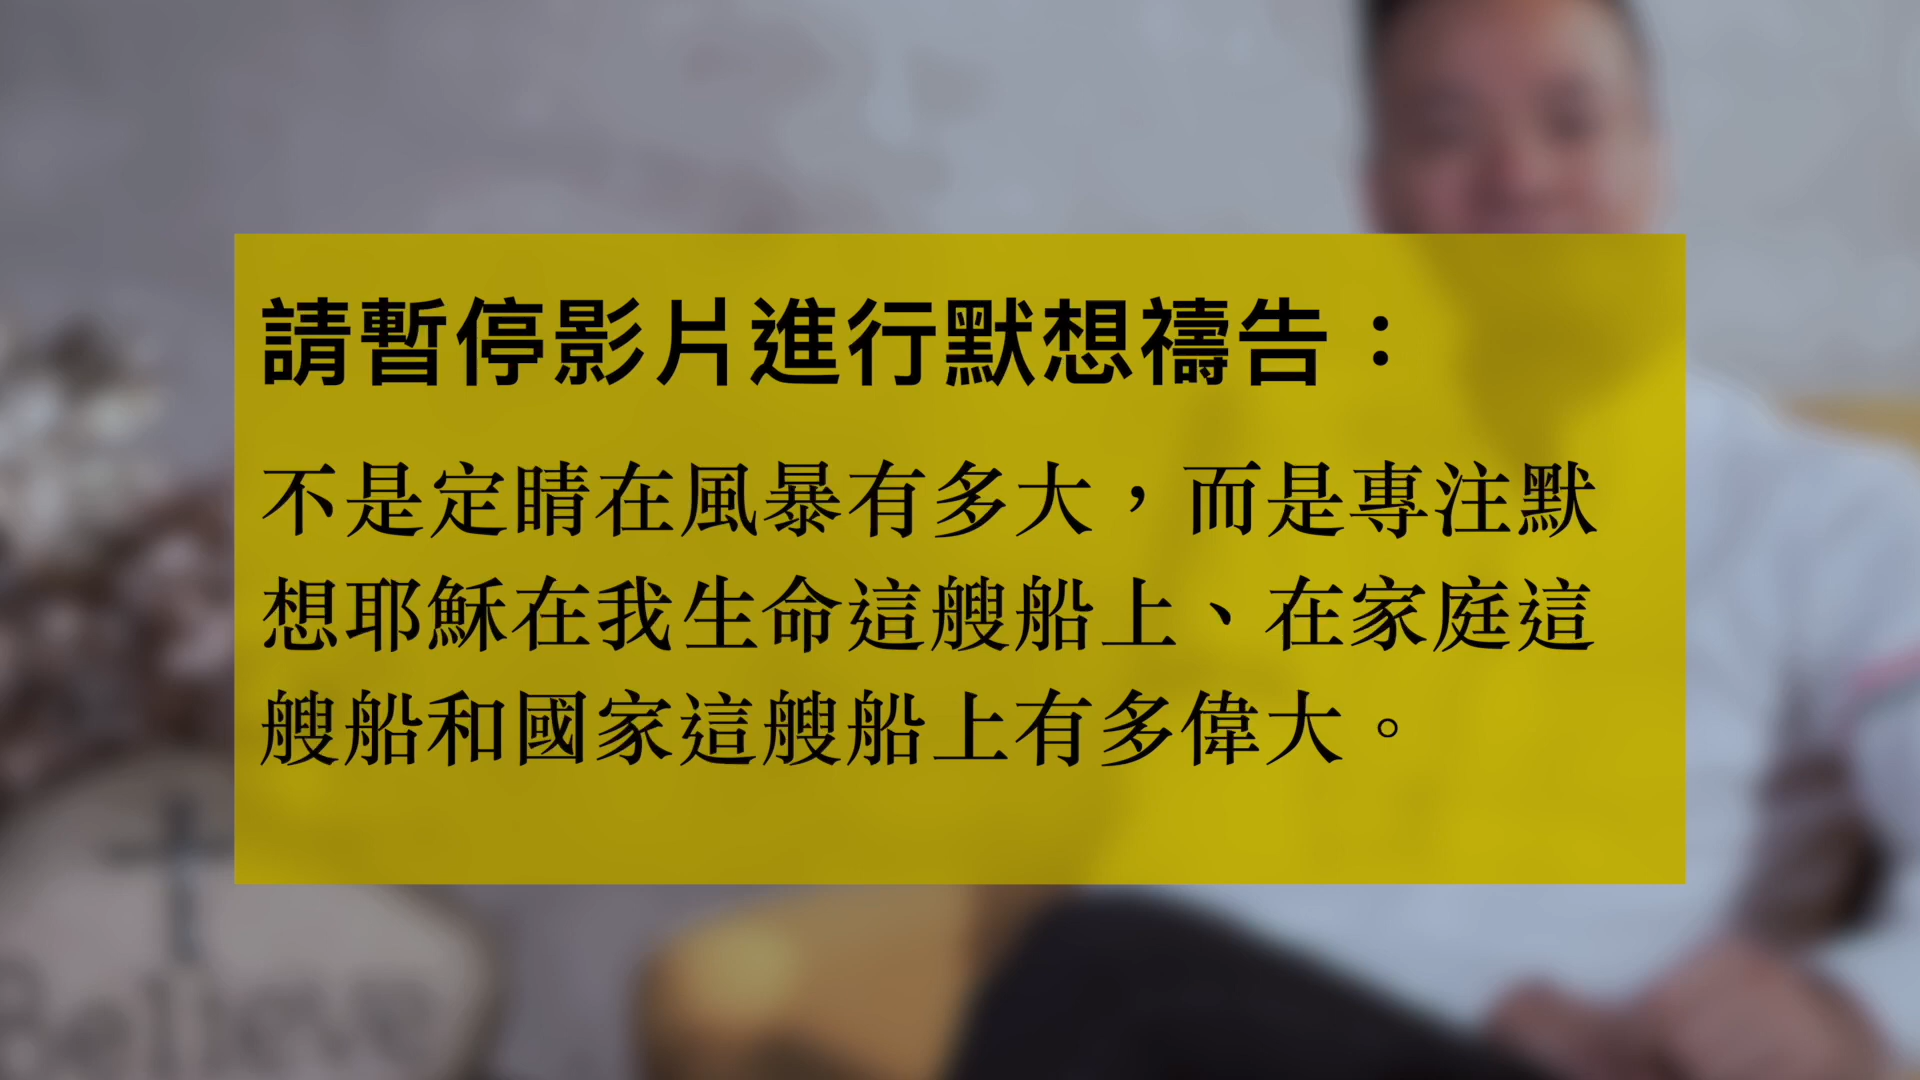 請暫停影片進行默想禱告：
不是定睛在風暴有多大，而是專注默
想耶穌在我生命這艘船上、在家庭這
艘船和國家這艘船上有多偉大。
Believe